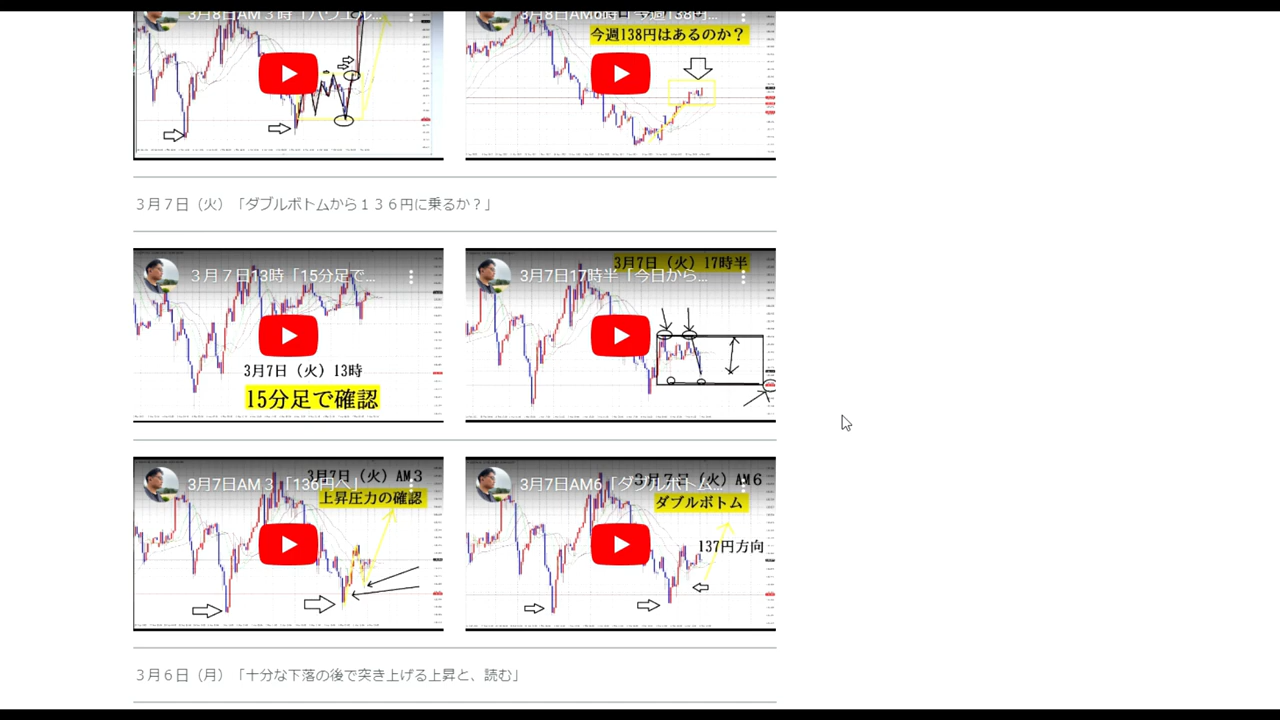 3月8日AM３時「パウエル...
3月8日AM6時「今週138円...
今週138円はあるのか？
３月７日（火）「ダブルボトムから１３６円に乗るか？」
３月７日13時「15分足で...
3月7日（火）13時
15分足で確認
3月7日（火）17時半
3月7日17時半「今日から...
3月7日（火）AM３
3月7日AM３「136円へ」
上昇圧力の確認
3月7日（火）AM6
3月7日AM6「ダブルボトム...
ダブルボトム
137円方向
３月６日（月）「十分な下落の後で突き上げる上昇と、読む」